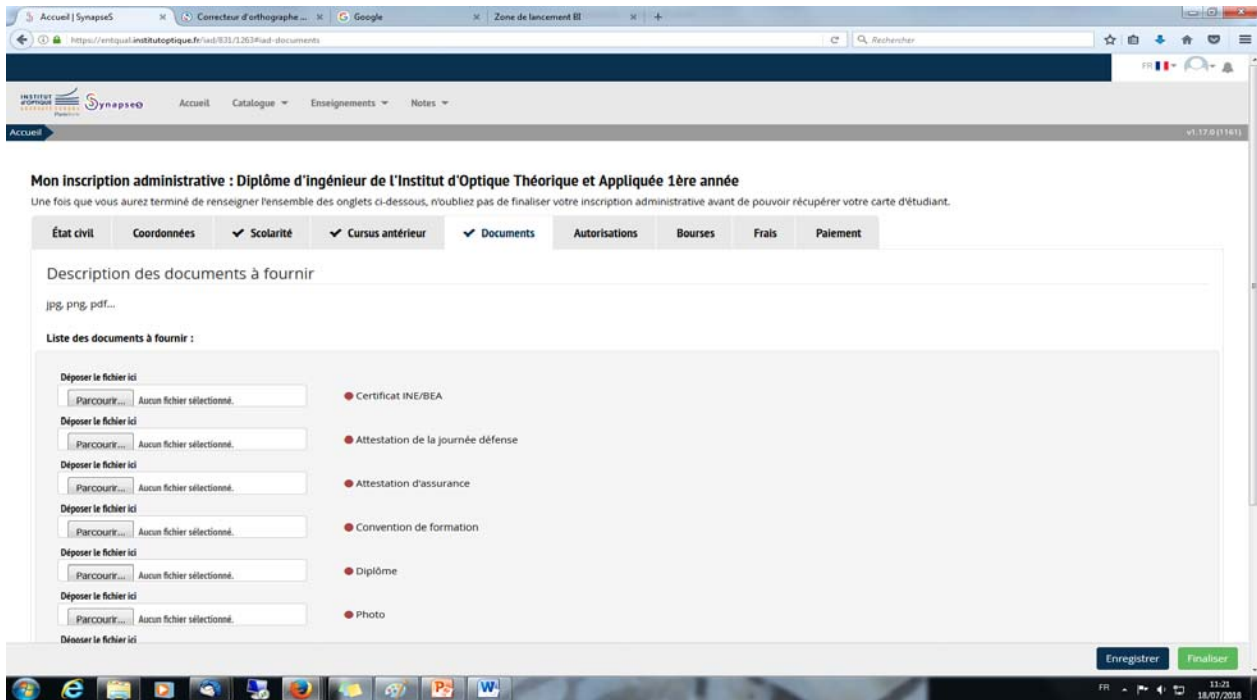 Accueil | SynapseS
Correcteur d'orthographe ...
Google
Zone de lancement BI
https://entqual.institutoptique.fr/iad/831/1263#iad-documents
Rechercher
FR
INSTITUT d'OPTIQUE
SynapseS
Accueil
Catalogue
Enseignements
Notes
Accueil
v1.17.0 (1161)
Mon inscription administrative : Diplôme d'ingénieur de l'Institut d'Optique Théorique et Appliquée 1ère année
Une fois que vous aurez terminé de renseigner l'ensemble des onglets ci-dessous, n'oubliez pas de finaliser votre inscription administrative avant de pouvoir récupérer votre carte d'étudiant.
État civil
Coordonnées
Scolarité
Cursus antérieur
Documents
Autorisations
Bourses
Frais
Paiement
Description des documents à fournir
jpg, png, pdf...
Liste des documents à fournir :
Déposer le fichier ici
Parcourir... Aucun fichier sélectionné.
Certificat INE/BEA
Déposer le fichier ici
Parcourir... Aucun fichier sélectionné.
Attestation de la journée défense
Déposer le fichier ici
Parcourir... Aucun fichier sélectionné.
Attestation d'assurance
Déposer le fichier ici
Parcourir... Aucun fichier sélectionné.
Convention de formation
Déposer le fichier ici
Parcourir... Aucun fichier sélectionné.
Diplôme
Déposer le fichier ici
Parcourir... Aucun fichier sélectionné.
Photo
Déposer le fichier ici
Enregistrer
Finaliser
FR
11:21
18/07/2018